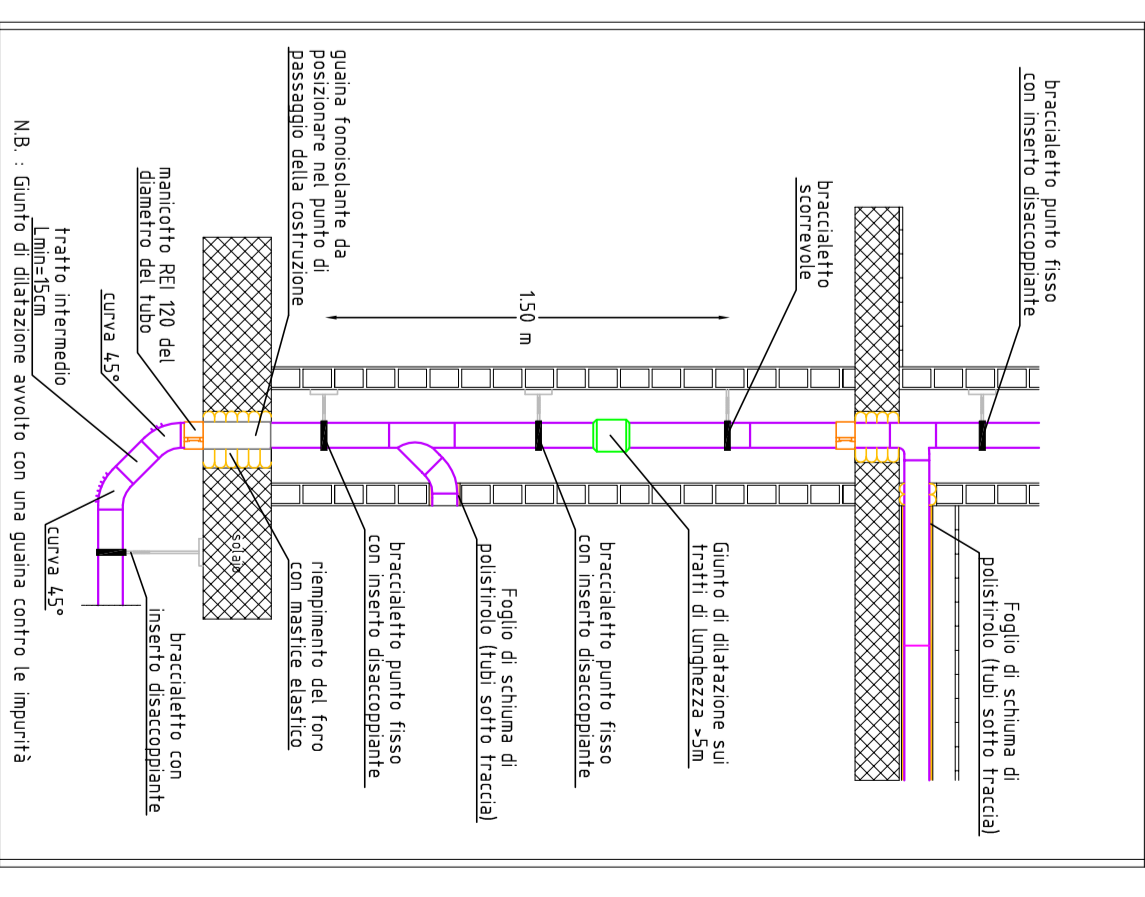 braccialetto punto fisso
con inserto disaccoppiante
Foglio di schiuma di
polistirolo (tubi sotto traccia)
braccialetto
scorrevole
Giunto di dilatazione sui
tratti di lunghezza >5m
1.50 m
braccialetto punto fisso
con inserto disaccoppiante
Foglio di schiuma di
polistirolo (tubi sotto traccia)
braccialetto punto fisso
con inserto disaccoppiante
guaina fonoisolante da
posizionare nel punto di
passaggio della costruzione
riempimento del foro
con mastice elastico
solaio
manicotto REI 120 del
diametro del tubo
braccialetto con
inserto disaccoppiante
curva 45°
tratto intermedio
Lmin=15cm
curva 45°
N.B. : Giunto di dilatazione avvolto con una guaina contro le impurità